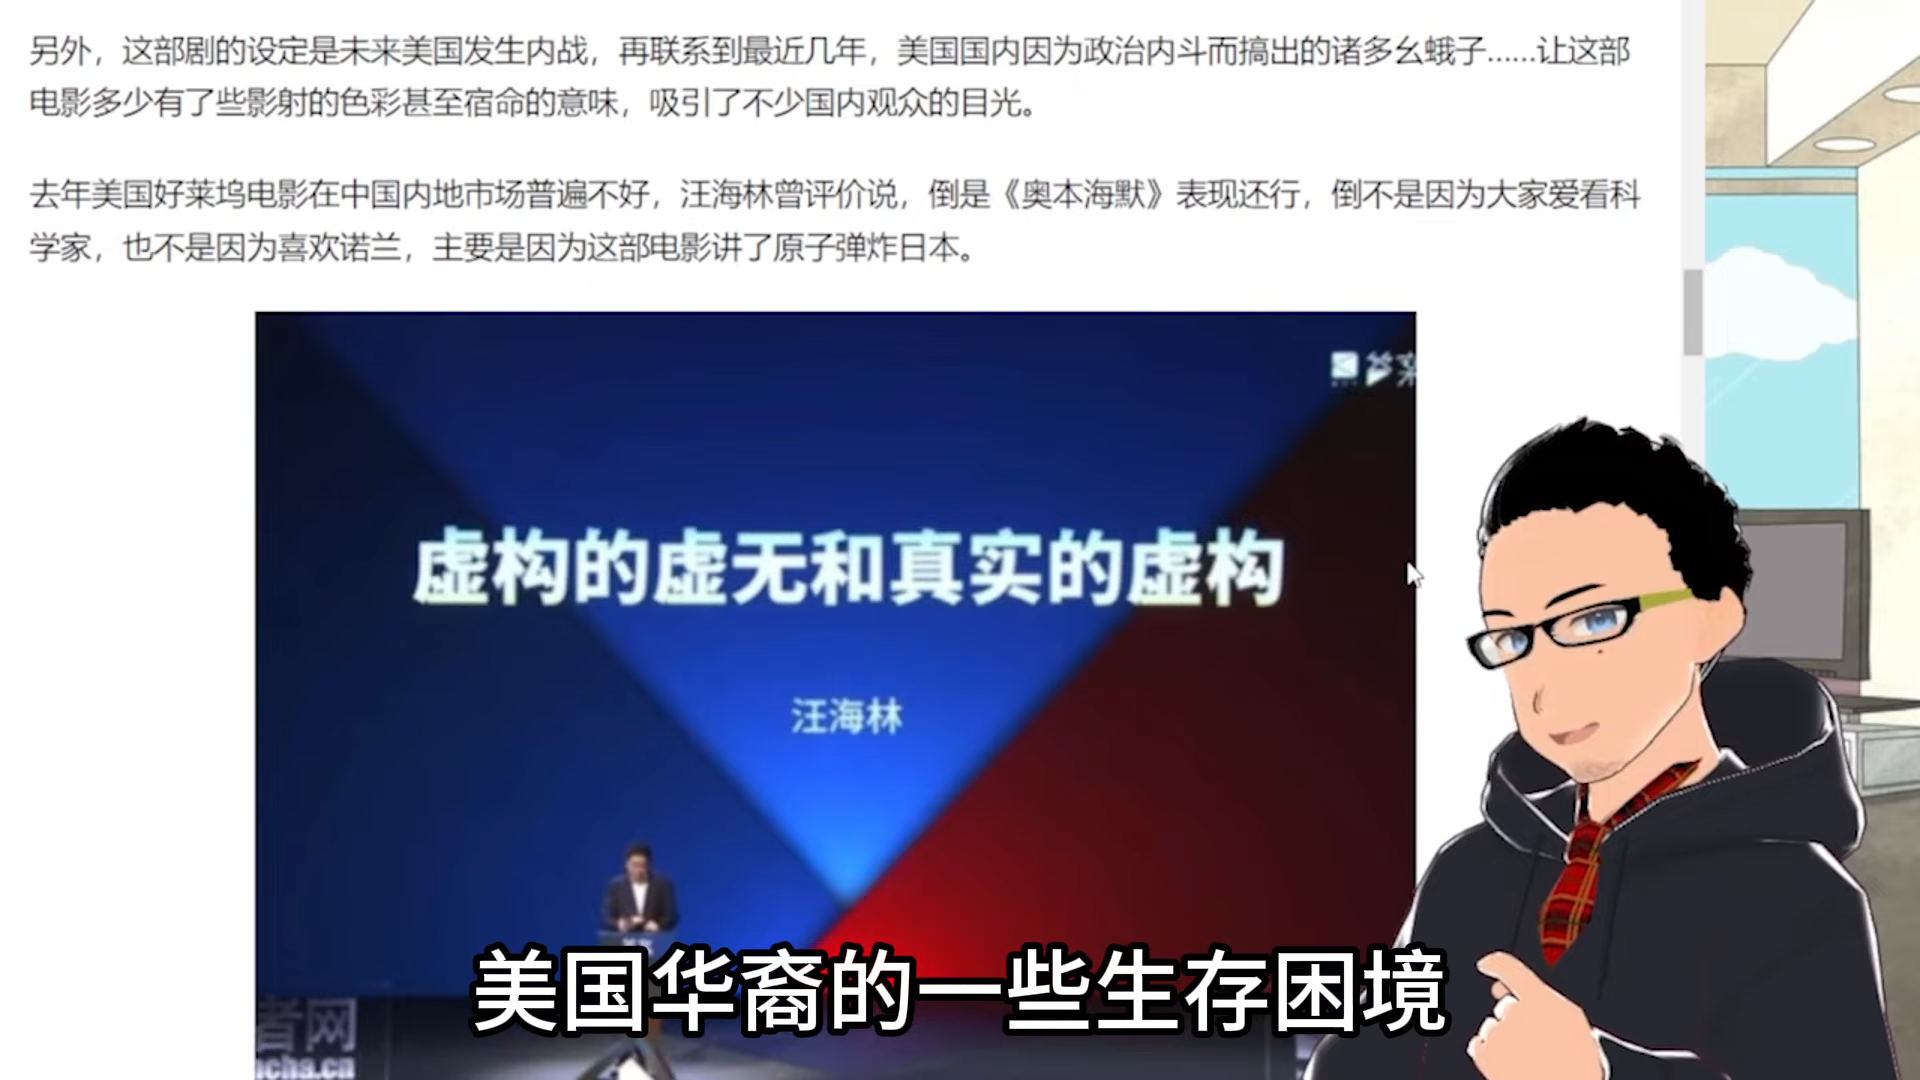 另外，这部剧的设定是未来美国发生内战，再联系到最近几年，美国国内因为政治内斗而搞出的诸多幺蛾子……让这部
电影多少有了些影射的色彩甚至宿命的意味，吸引了不少国内观众的目光。
去年美国好莱坞电影在中国内地市场普遍不好，汪海林曾评价说，倒是《奥本海默》表现还行，倒不是因为大家爱看科
学家，也不是因为喜欢诺兰，主要是因为这部电影讲了原子弹炸日本。
虚构的虚无和真实的虚构
汪海林
美国华裔的一些生存困境
者网
ncha.cn